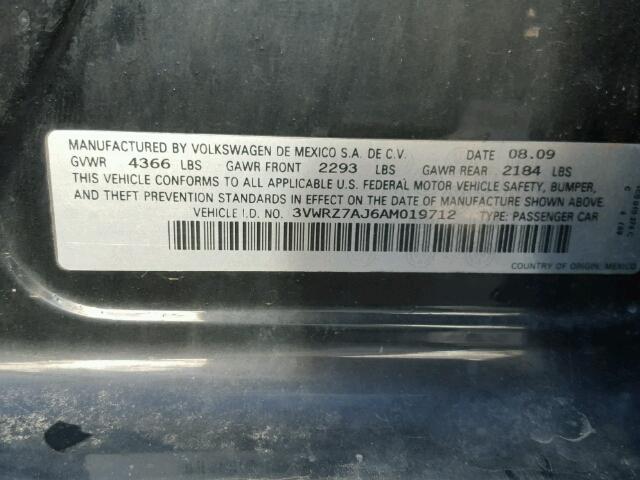 MANUFACTURED BY VOLKSWAGEN DE MEXICO S.A. DE C.V. DATE 08.09
GVWR 4366 LBS GAWR FRONT 2293 LBS GAWR REAR 2184 LBS
THIS VEHICLE CONFORMS TO ALL APPLICABLE U.S. FEDERAL MOTOR VEHICLE SAFETY, BUMPER,
AND THEFT PREVENTION STANDARDS IN EFFECT ON THE DATE OF MANUFACTURE SHOWN ABOVE
VEHICLE I.D. NO. 3VWRZ7AJ6AM019712 TYPE: PASSENGER CAR
COUNTRY OF ORIGIN, MEXICO